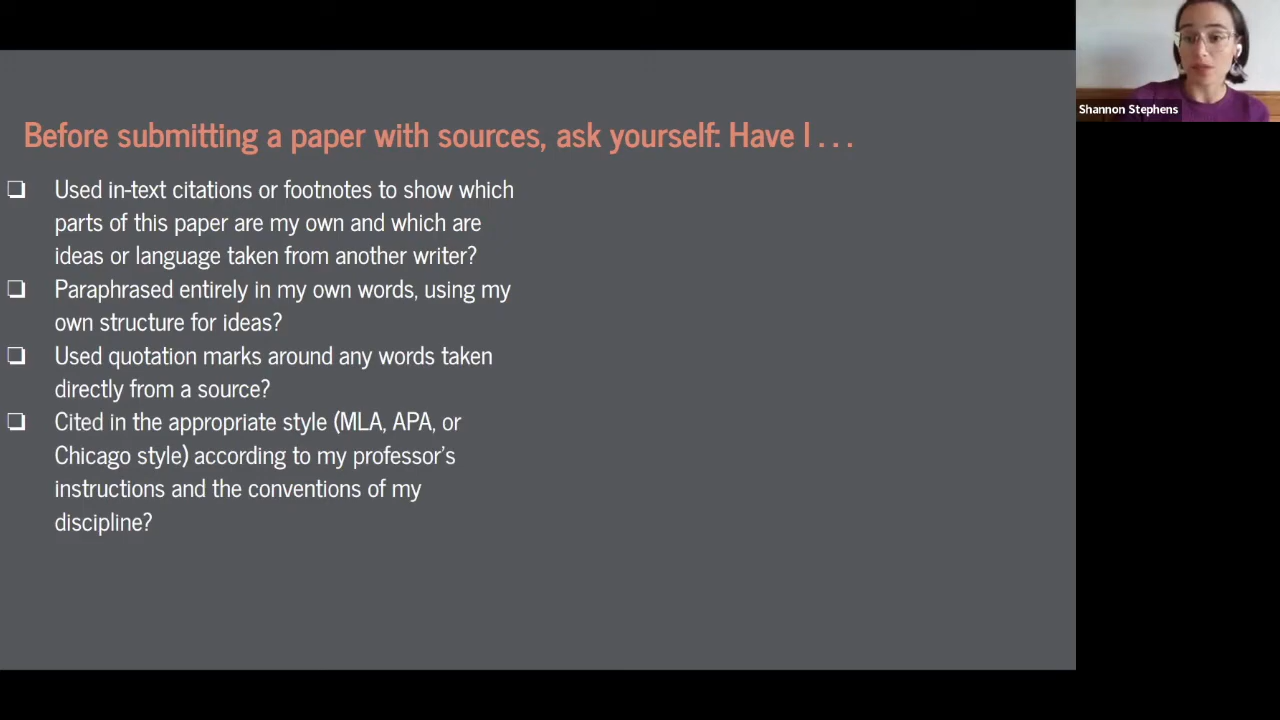 Before submitting a paper with sources, ask yourself: Have I . . .
❏ Used in-text citations or footnotes to show which
parts of this paper are my own and which are
ideas or language taken from another writer?
❏ Paraphrased entirely in my own words, using my
own structure for ideas?
❏ Used quotation marks around any words taken
directly from a source?
❏ Cited in the appropriate style (MLA, APA, or
Chicago style) according to my professor’s
instructions and the conventions of my
discipline?
Shannon Stephens